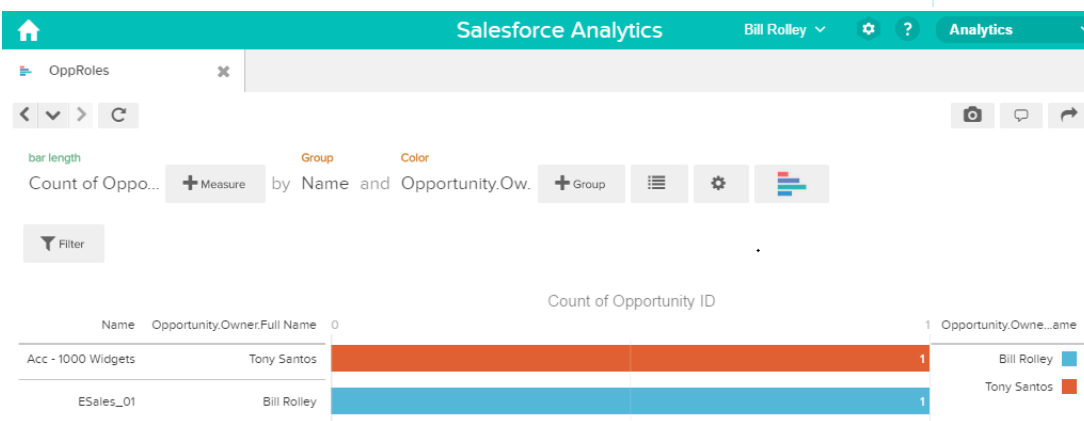 Salesforce Analytics Bill Rolley ? Analytics
OppRoles
bar length Group Color
Count of Oppo... Measure by Name and Opportunity.Ow. Group
Filter
Count of Opportunity ID
Name Opportunity.Owner.Full Name 0 1 Opportunity.Owne...ame
Acc - 1000 Widgets Tony Santos 1 Bill Rolley
Tony Santos
ESales_01 Bill Rolley 1